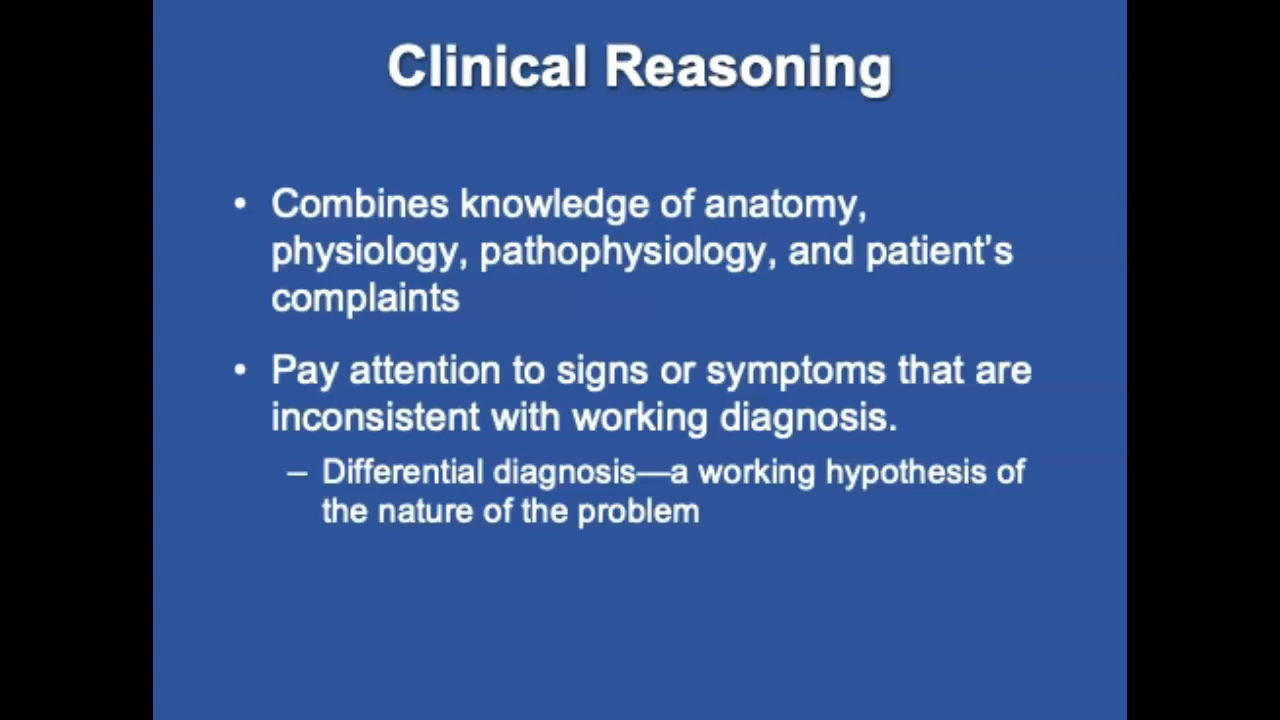 Clinical Reasoning
• Combines knowledge of anatomy,
physiology, pathophysiology, and patient’s
complaints
• Pay attention to signs or symptoms that are
inconsistent with working diagnosis.
– Differential diagnosis—a working hypothesis of
the nature of the problem